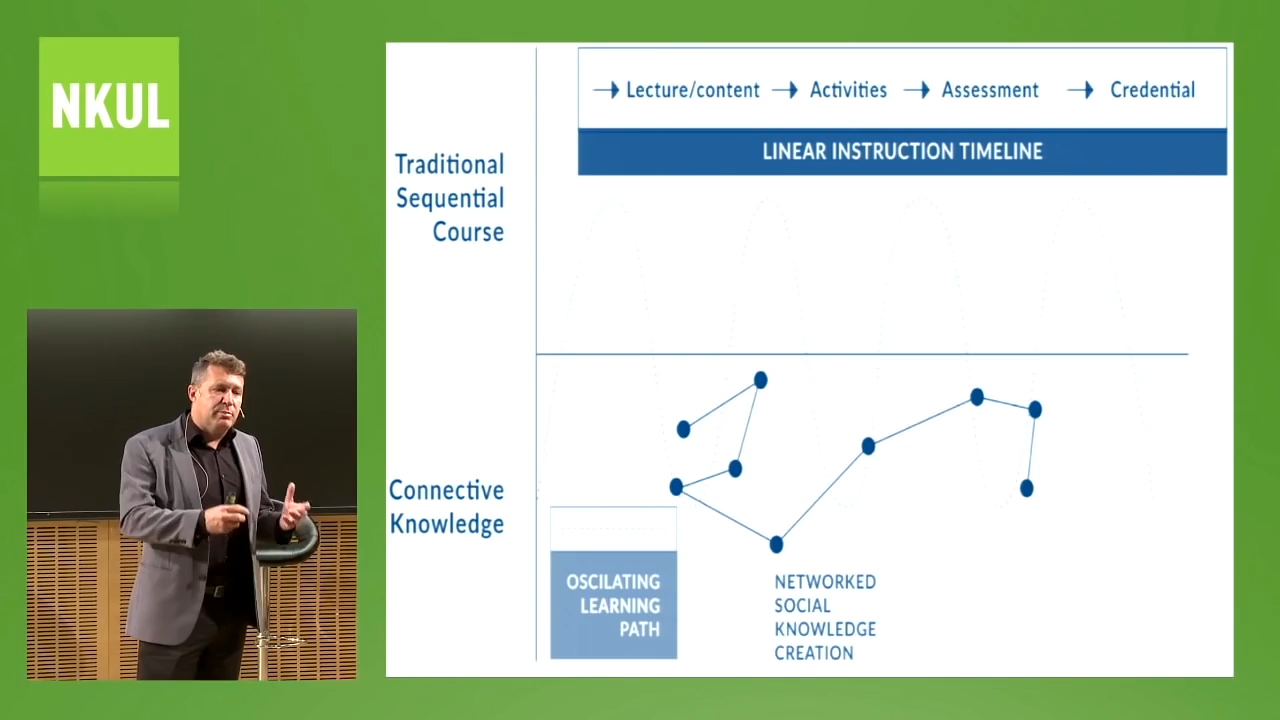 NKUL
→ Lecture/content → Activities → Assessment → Credential
LINEAR INSTRUCTION TIMELINE
Traditional
Sequential
Course
Connective
Knowledge
OSCILATING
LEARNING
PATH
NETWORKED
SOCIAL
KNOWLEDGE
CREATION